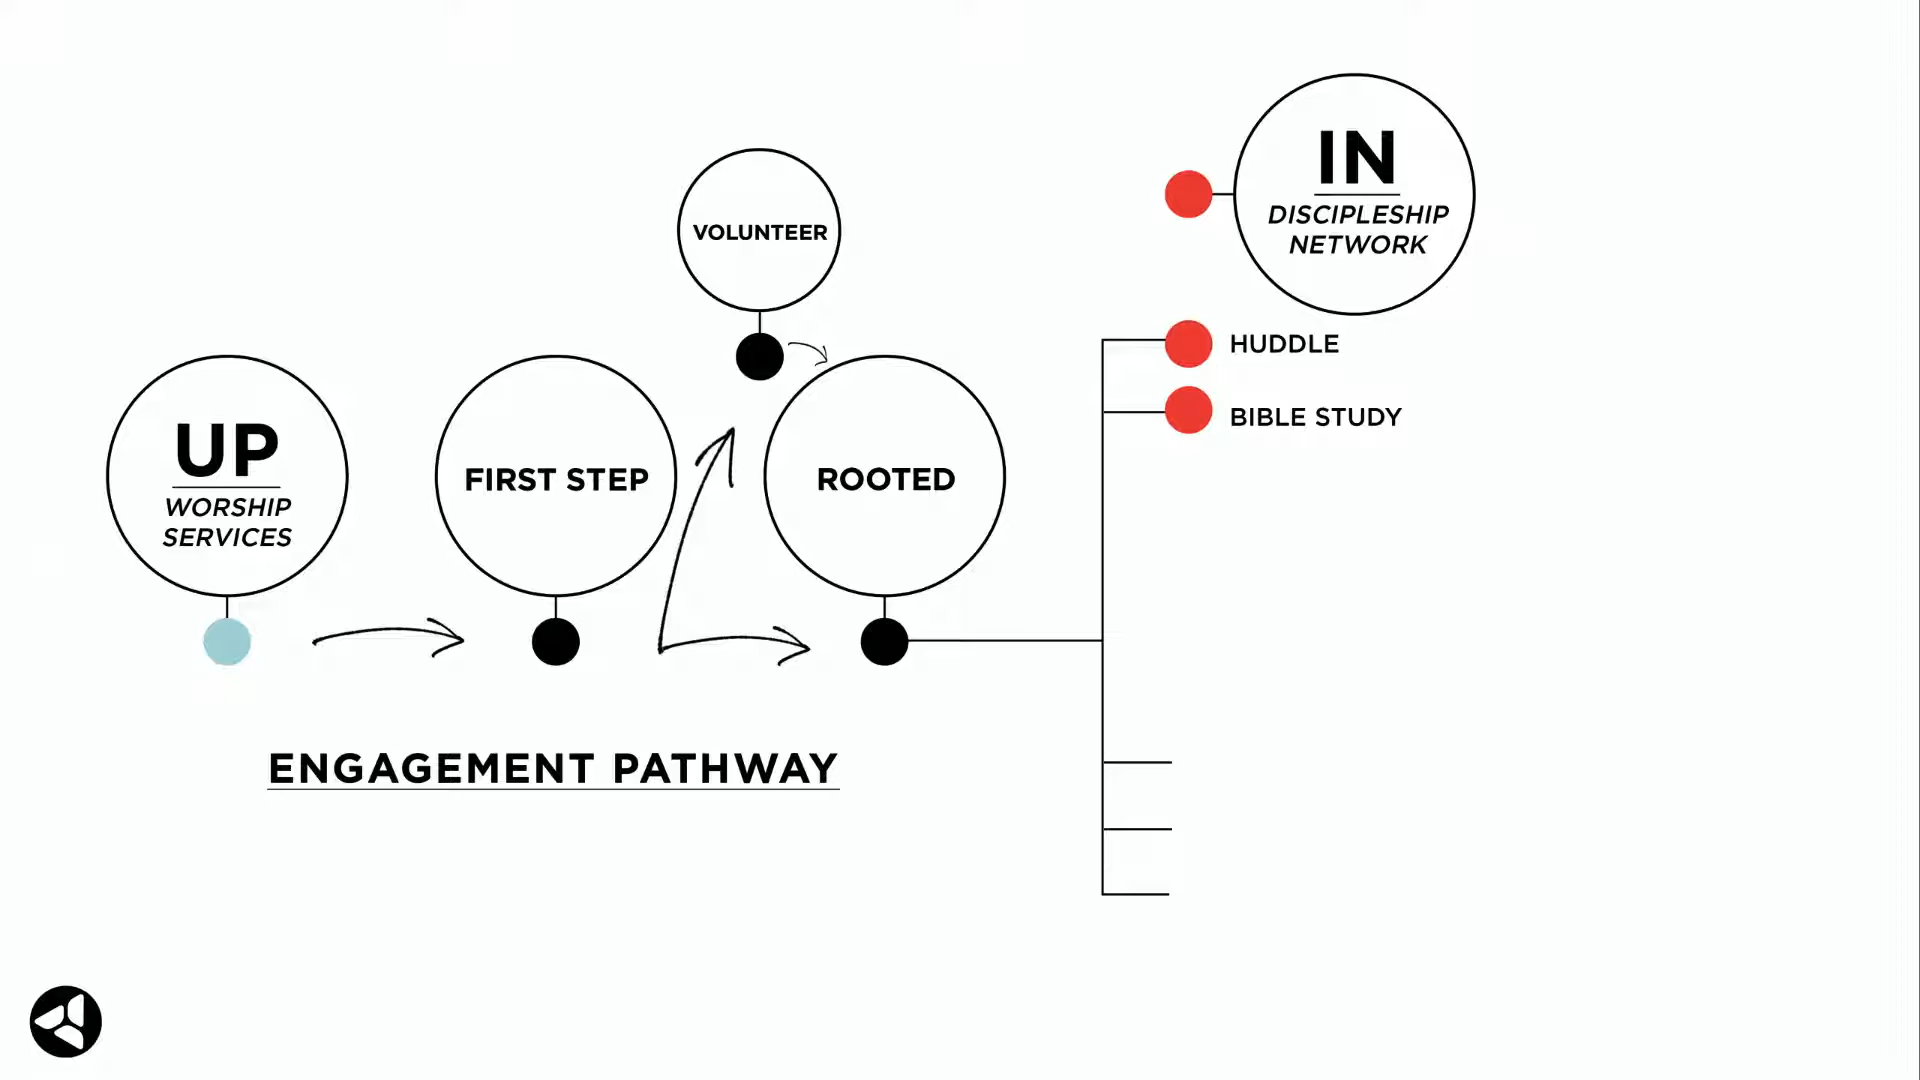 IN
DISCIPLESHIP
NETWORK
VOLUNTEER
HUDDLE
BIBLE STUDY
UP
WORSHIP
SERVICES
FIRST STEP
ROOTED
ENGAGEMENT PATHWAY